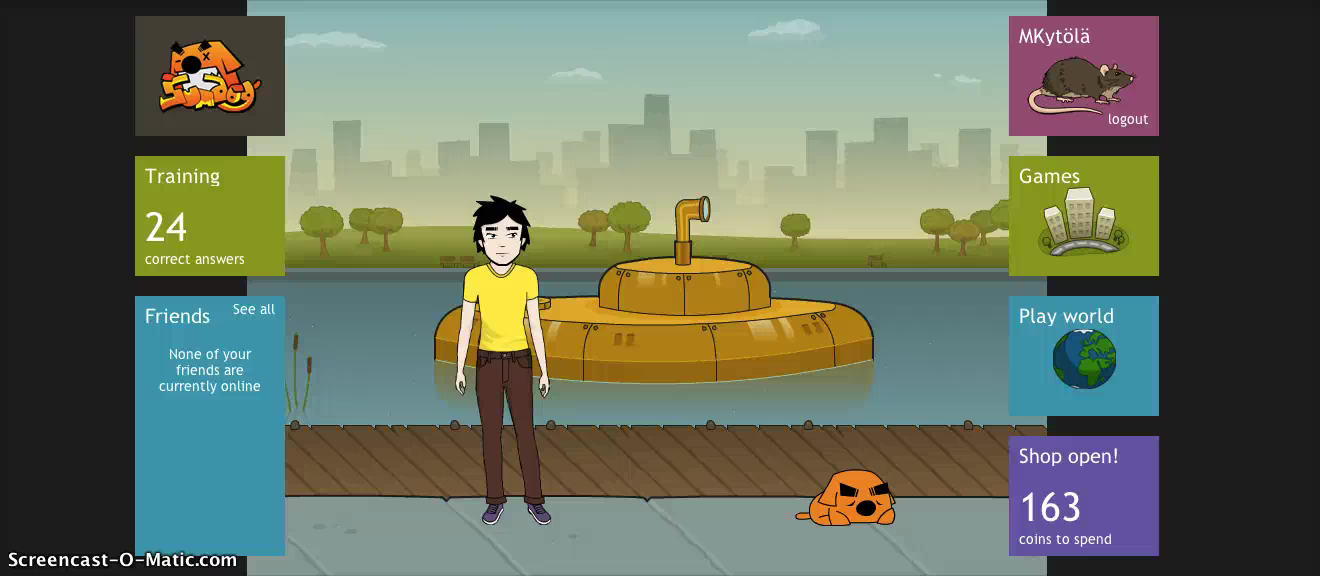 Sumdog
Training
24
correct answers
Friends
See all
None of your
friends are
currently online
MKytölä
logout
Games
Play world
Shop open!
163
coins to spend
Screencast-O-Matic.com